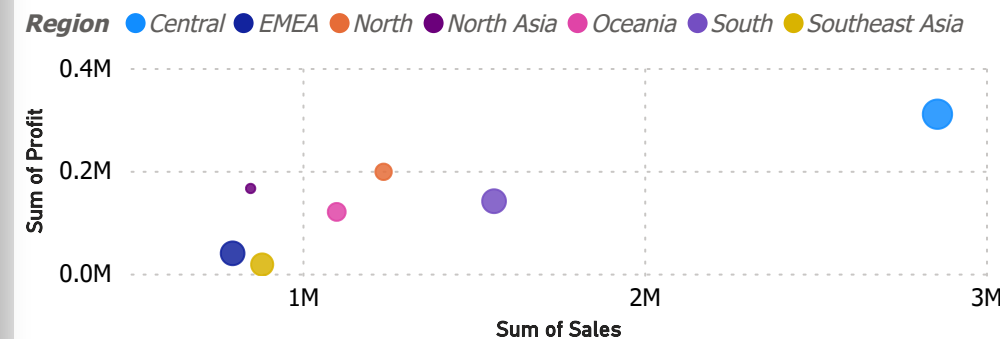 Region Central EMEA North North Asia Oceania South Southeast Asia
0.4M
0.2M
0.0M
Sum of Profit
1M 2M 3M
Sum of Sales